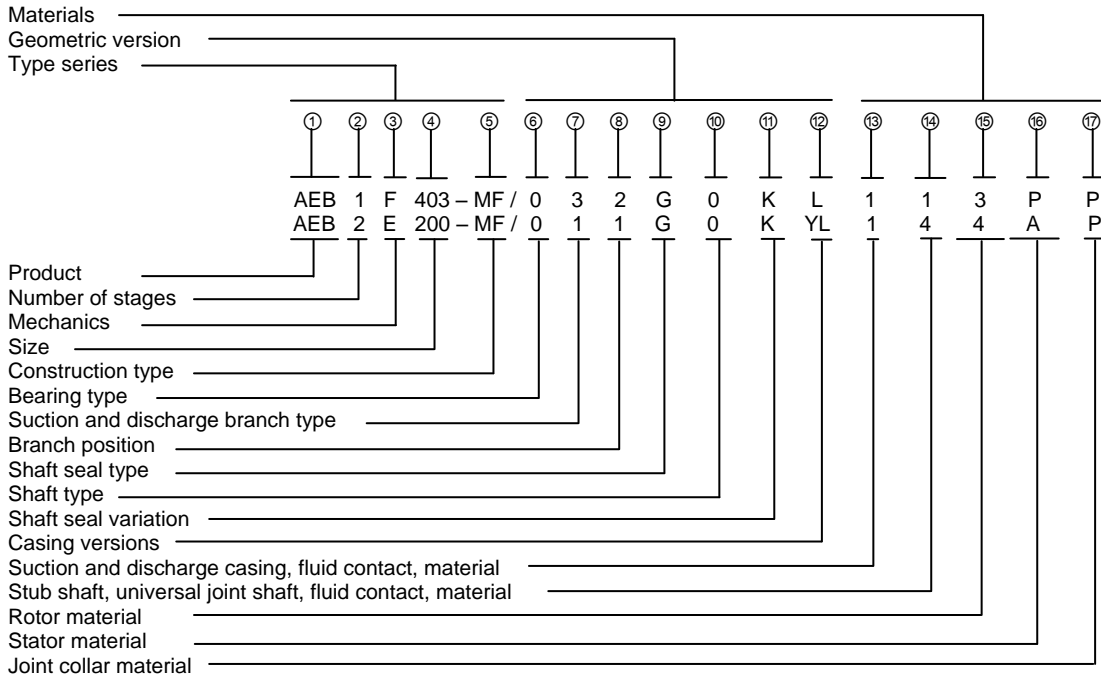 Materials
Geometric version
Type series
① ② ③ ④ ⑤ ⑥ ⑦ ⑧ ⑨ ⑩ ⑪ ⑫ ⑬ ⑭ ⑮ ⑯ ⑰
AEB 1 F 403 – MF / 0 3 2 G 0 K L 1 1 3 P P
AEB 2 E 200 – MF / 0 1 1 G 0 K YL 1 4 4 A P
Product
Number of stages
Mechanics
Size
Construction type
Bearing type
Suction and discharge branch type
Branch position
Shaft seal type
Shaft type
Shaft seal variation
Casing versions
Suction and discharge casing, fluid contact, material
Stub shaft, universal joint shaft, fluid contact, material
Rotor material
Stator material
Joint collar material